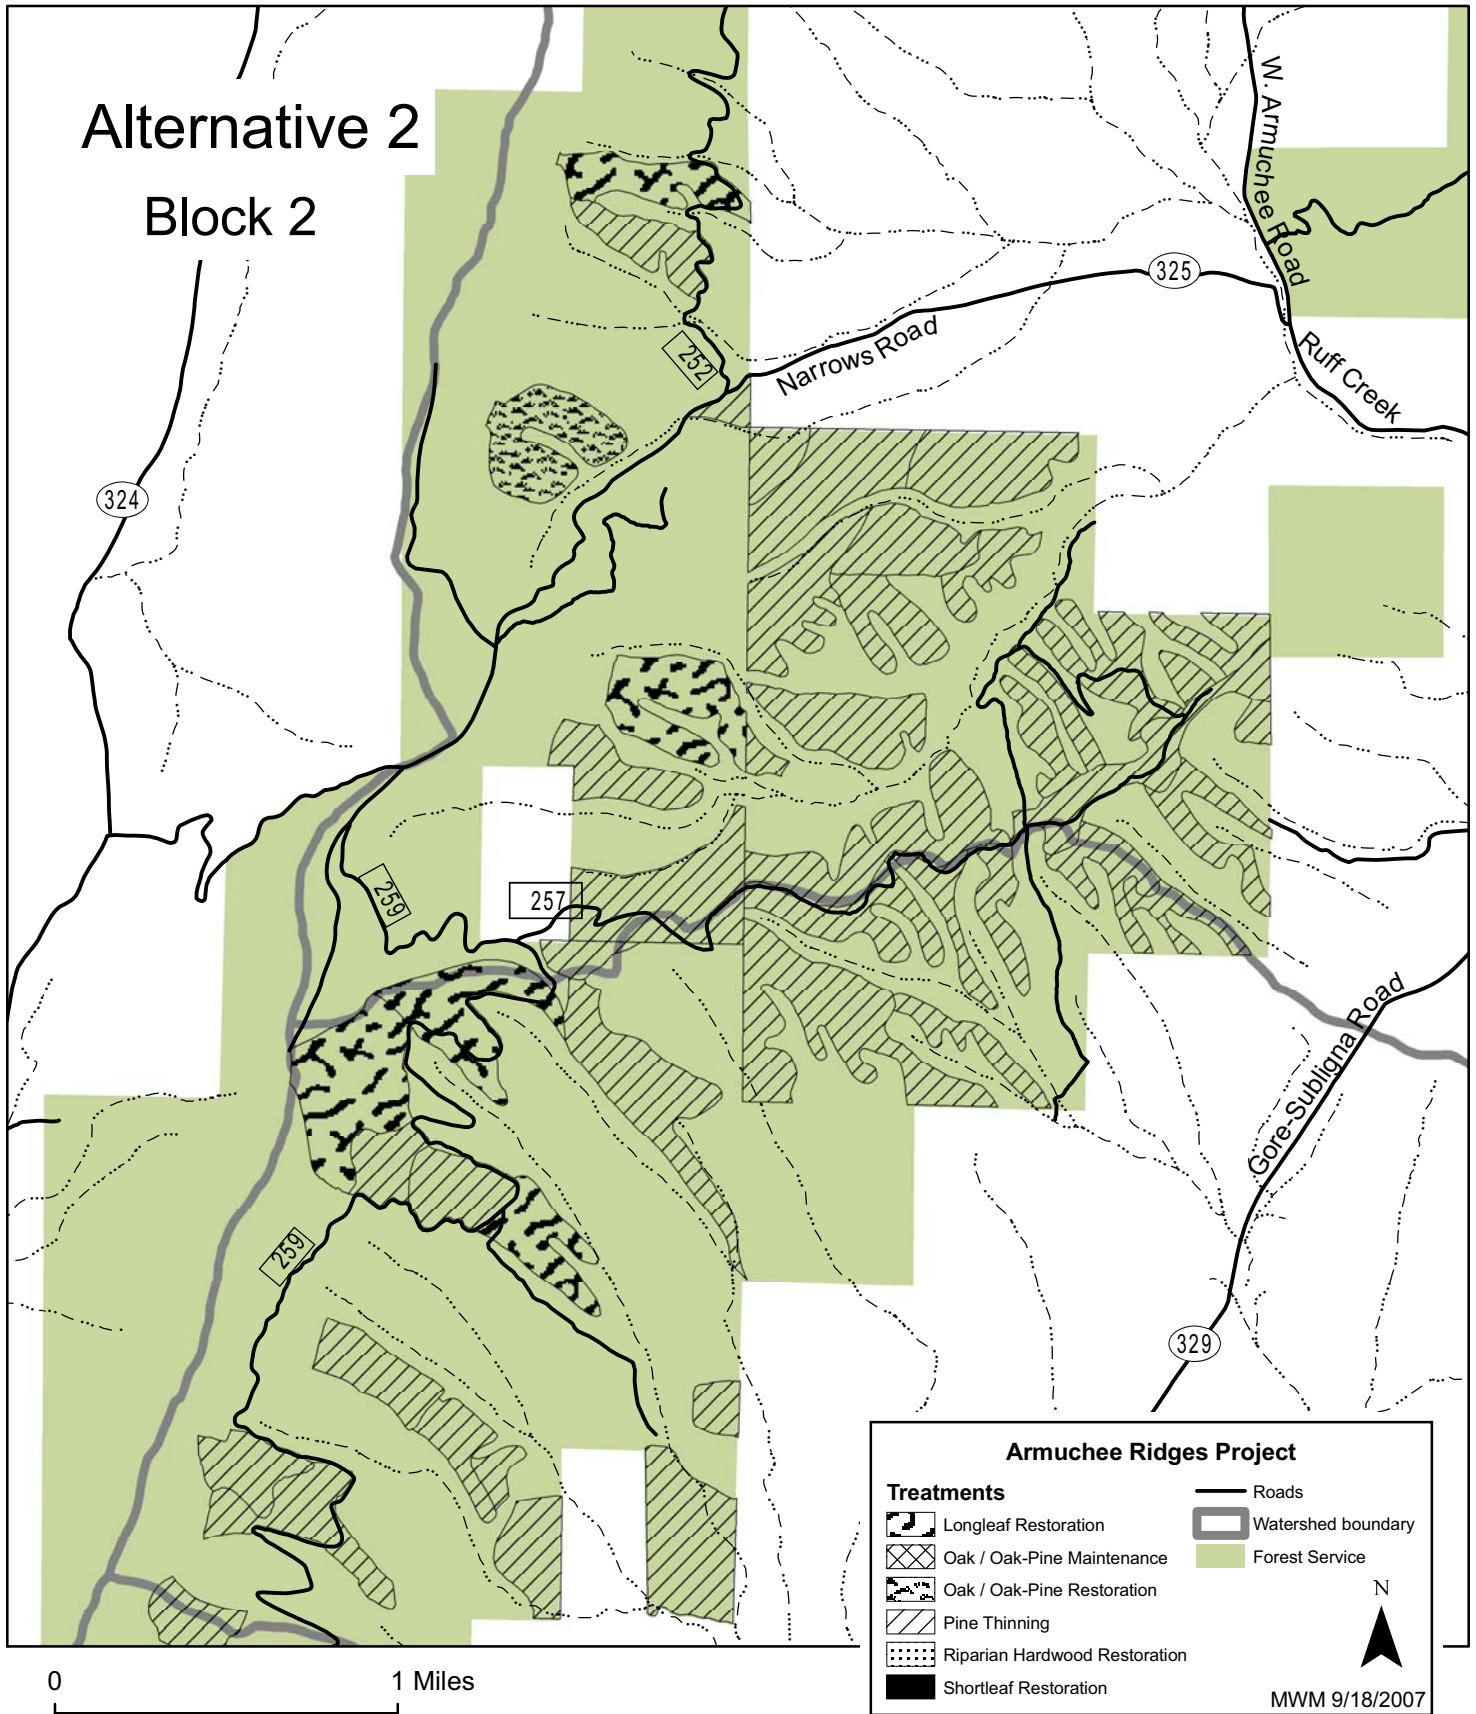 Alternative 2
Block 2
W. Armuchee Road
325
Narrows Road
Ruff Creek
252
324
259
257
Gore-Subligna Road
259
329
Armuchee Ridges Project
Treatments
Longleaf Restoration
Oak / Oak-Pine Maintenance
Oak / Oak-Pine Restoration
Pine Thinning
Riparian Hardwood Restoration
Shortleaf Restoration
Roads
Watershed boundary
Forest Service
N
MWM 9/18/2007
0 1 Miles